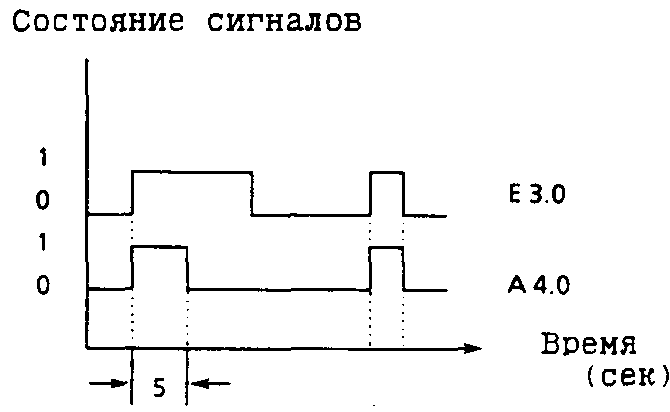 Состояние сигналов
1
0
E 3.0
1
0
A 4.0
Время
(сек)
5